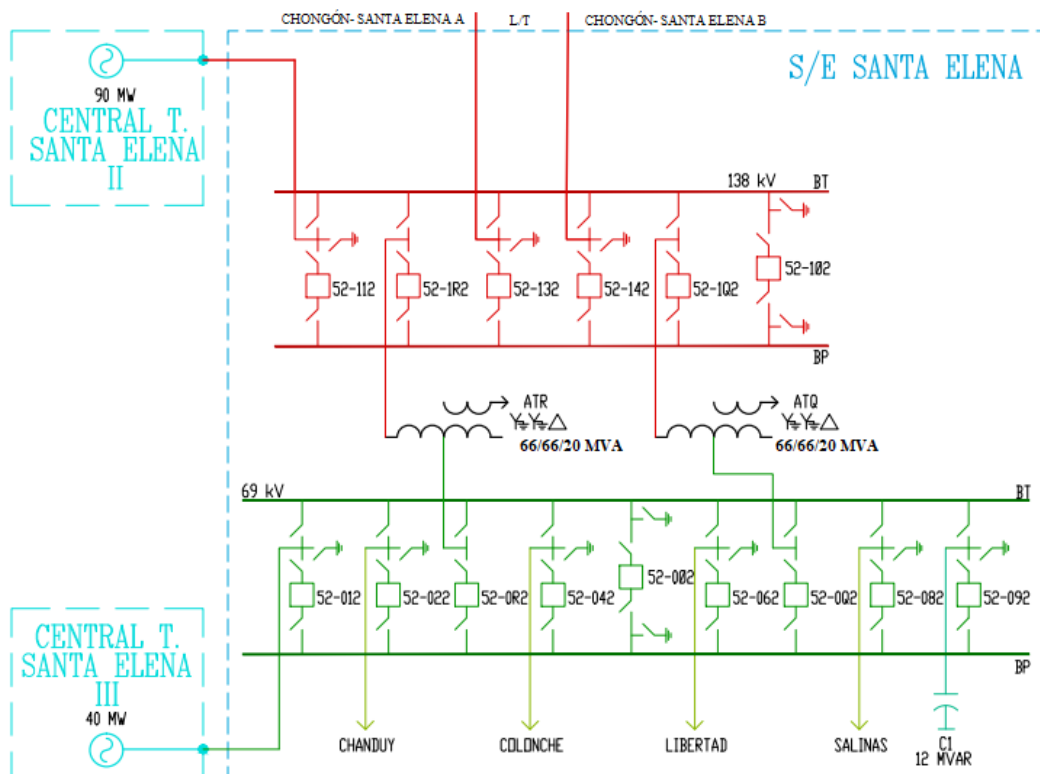 CHONGÓN- SANTA ELENA A
L/T
CHONGÓN- SANTA ELENA B
S/E SANTA ELENA
90 MW
CENTRAL T.
SANTA ELENA
II
138 kV
BT
52-112
52-1R2
52-132
52-142
52-1Q2
52-102
BP
ATR
66/66/20 MVA
ATQ
66/66/20 MVA
69 kV
BT
52-012
52-022
52-0R2
52-042
52-002
52-062
52-0Q2
52-082
52-092
BP
CENTRAL T.
SANTA ELENA
III
40 MW
CHANDUY
COLONCHE
LIBERTAD
SALINAS
C1
12 MVAR